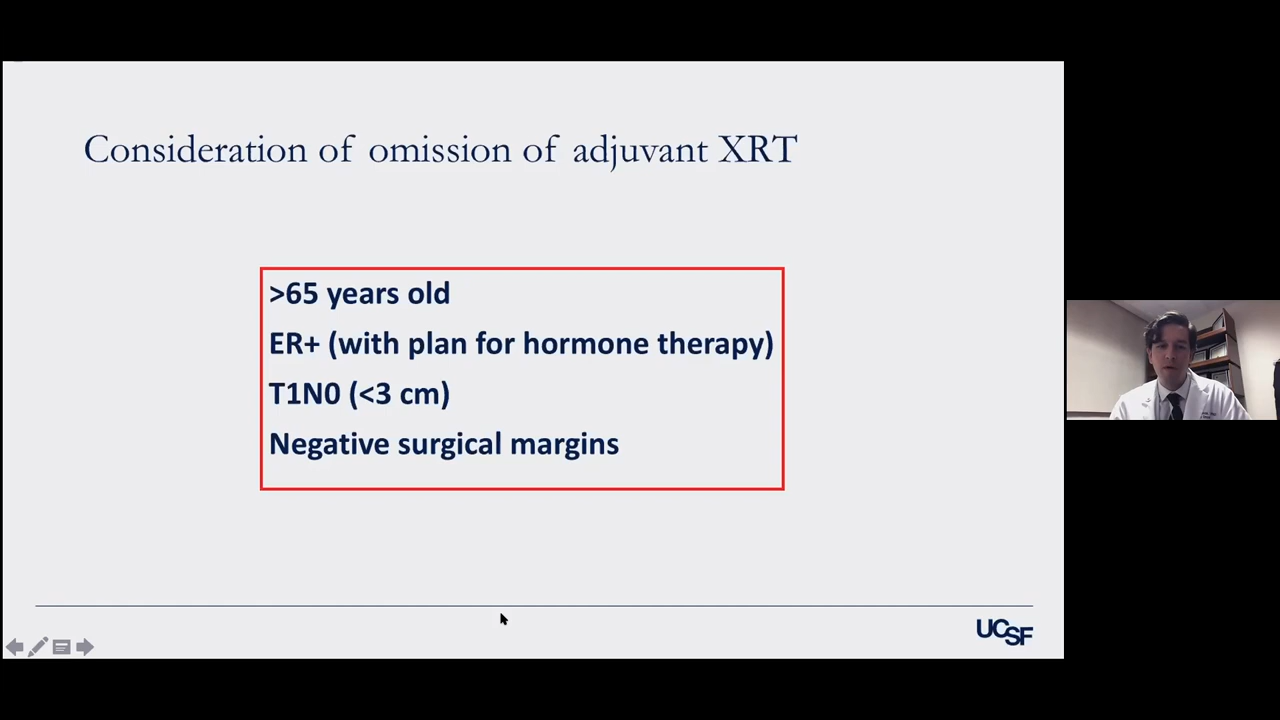 Consideration of omission of adjuvant XRT
>65 years old
ER+ (with plan for hormone therapy)
T1N0 (<3 cm)
Negative surgical margins
UCSF